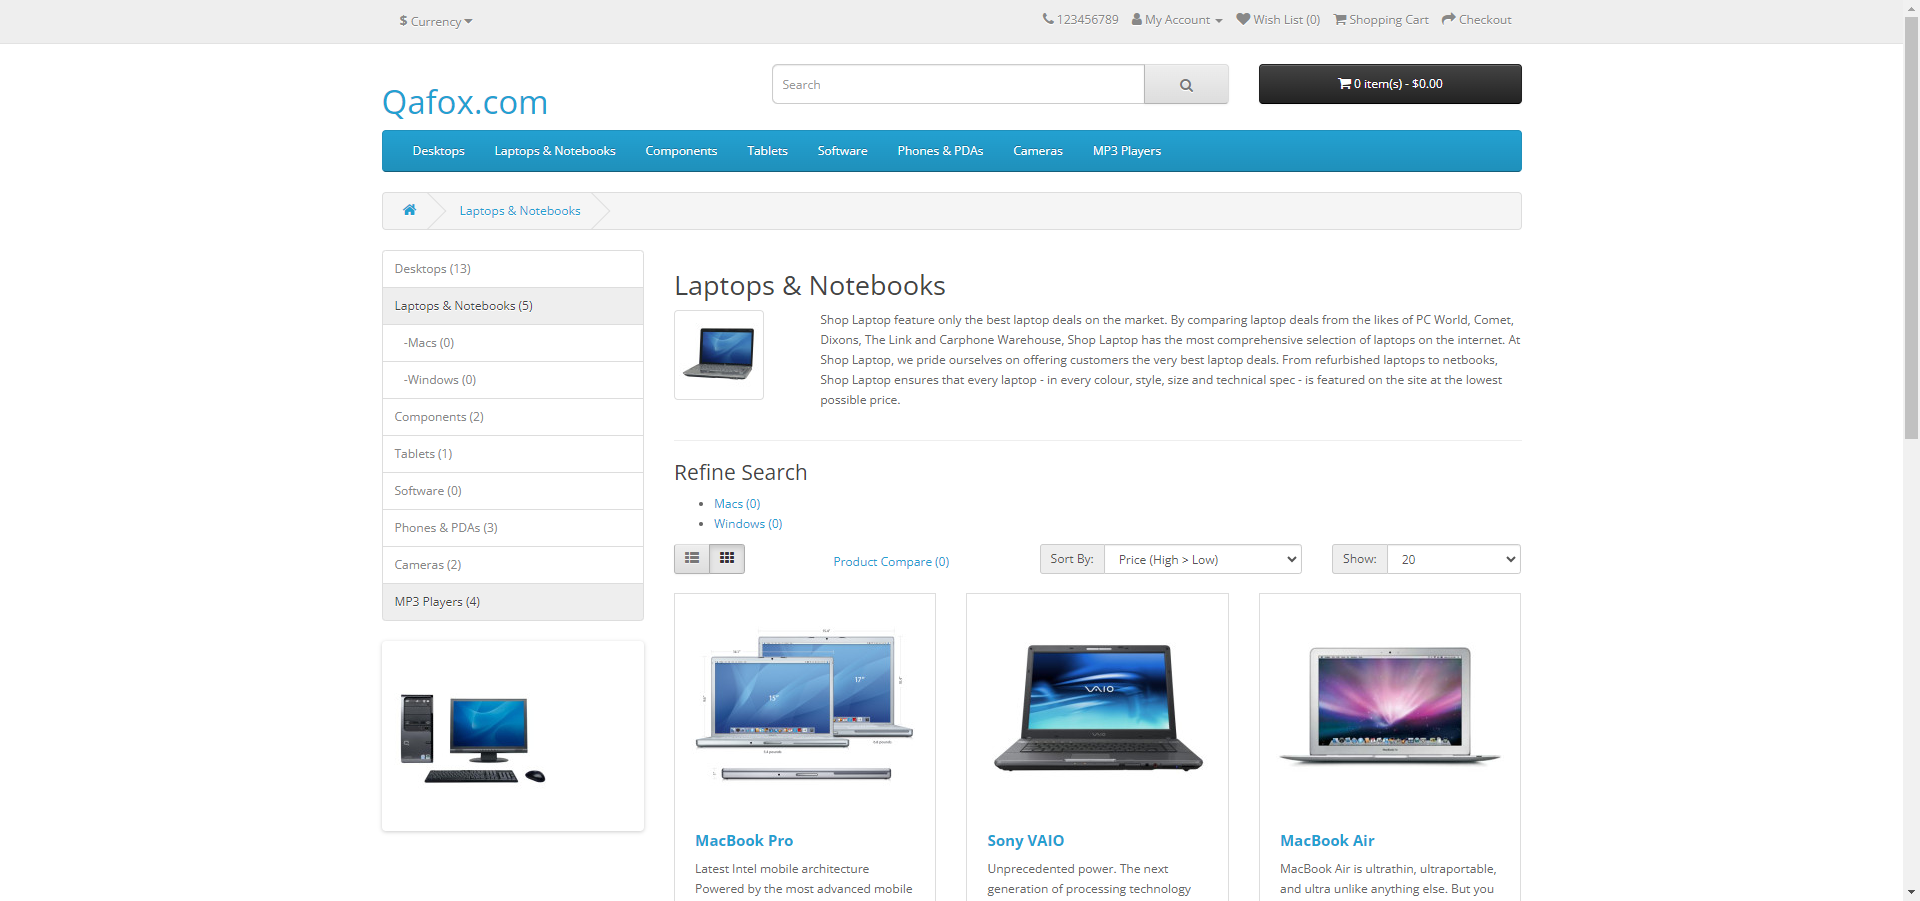 $ Currency
123456789 My Account Wish List (0) Shopping Cart Checkout
Qafox.com
Search
0 item(s) - $0.00
Desktops Laptops & Notebooks Components Tablets Software Phones & PDAs Cameras MP3 Players
Laptops & Notebooks
Desktops (13)
Laptops & Notebooks (5)
-Macs (0)
-Windows (0)
Components (2)
Tablets (1)
Software (0)
Phones & PDAs (3)
Cameras (2)
MP3 Players (4)
Laptops & Notebooks
Shop Laptop feature only the best laptop deals on the market. By comparing laptop deals from the likes of PC World, Comet,
Dixons, The Link and Carphone Warehouse, Shop Laptop has the most comprehensive selection of laptops on the internet. At
Shop Laptop, we pride ourselves on offering customers the very best laptop deals. From refurbished laptops to netbooks,
Shop Laptop ensures that every laptop - in every colour, style, size and technical spec - is featured on the site at the lowest
possible price.
Refine Search
Macs (0)
Windows (0)
Product Compare (0)
Sort By: Price (High > Low)
Show: 20
15"
17"
VAIO
MacBook Pro
Latest Intel mobile architecture
Powered by the most advanced mobile
Sony VAIO
Unprecedented power. The next
generation of processing technology
MacBook Air
MacBook Air is ultrathin, ultraportable,
and ultra unlike anything else. But you